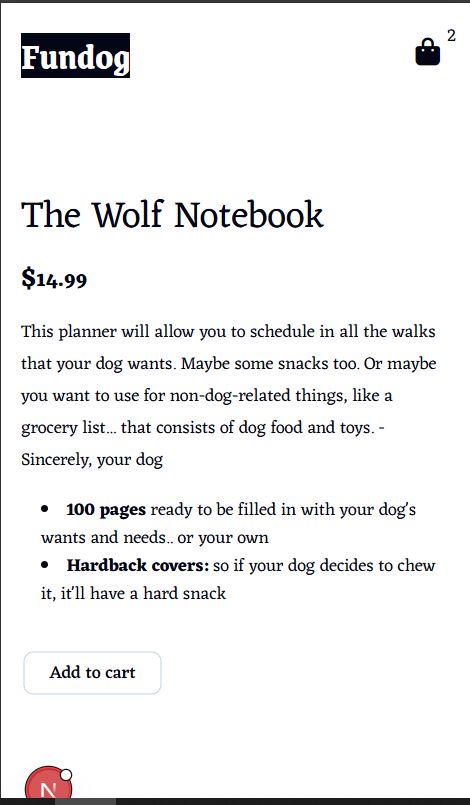 Fundog
2
The Wolf Notebook
$14.99
This planner will allow you to schedule in all the walks
that your dog wants. Maybe some snacks too. Or maybe
you want to use for non-dog-related things, like a
grocery list... that consists of dog food and toys. -
Sincerely, your dog
• 100 pages ready to be filled in with your dog's
wants and needs.. or your own
• Hardback covers: so if your dog decides to chew
it, it'll have a hard snack
Add to cart
N